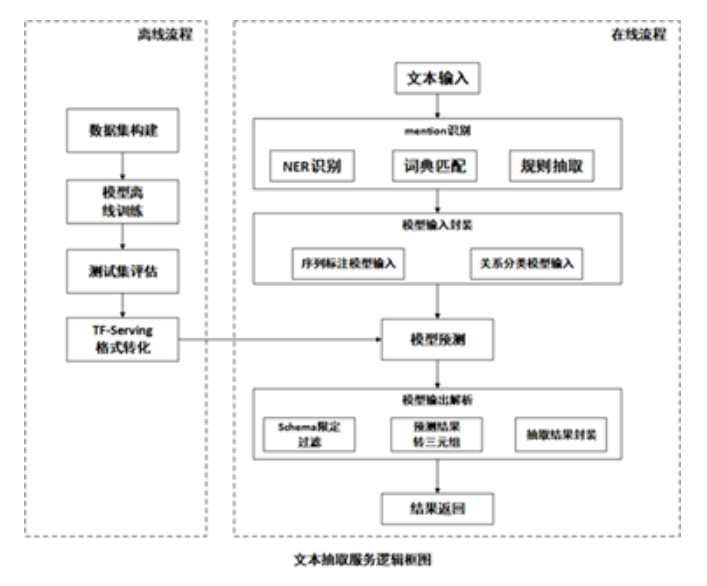 离线流程
数据集构建
模型离
线训练
测试集评估
TF-Serving
格式转化
在线流程
文本输入
mention识别
NER识别
词典匹配
规则抽取
模型输入封装
序列标注模型输入
关系分类模型输入
模型预测
模型输出解析
Schema限定
过滤
预测结果
转三元组
抽取结果封装
结果返回
文本抽取服务逻辑框图